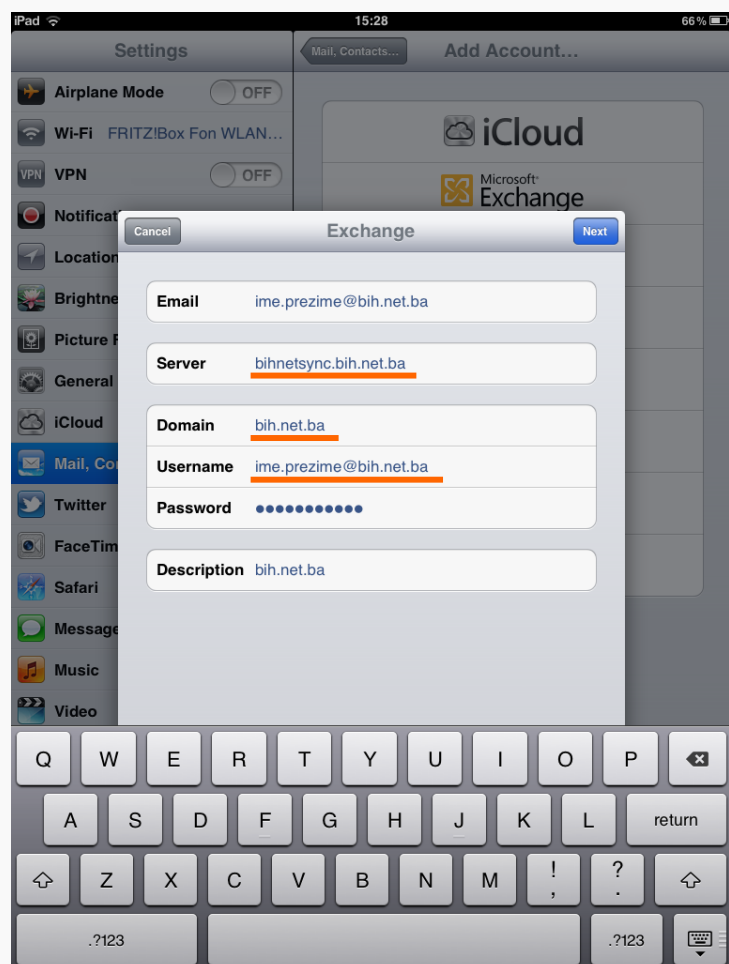 iPad 15:28 66%
Settings
Mail, Contacts... Add Account...
Airplane Mode OFF
Wi-Fi FRITZ!Box Fon WLAN...
VPN VPN OFF
Notificat
Location
Brightne
Picture F
General
iCloud
Mail, Co
Twitter
FaceTim
Safari
Message
Music
Video
iCloud
Microsoft
Exchange
Cancel Exchange Next
Email ime.prezime@bih.net.ba
Server bihnetsync.bih.net.ba
Domain bih.net.ba
Username ime.prezime@bih.net.ba
Password ●●●●●●●●●●●
Description bih.net.ba
Q W E R T Y U I O P
A S D F G H J K L return
Z X C V B N M ! , ? .
.?123 .?123